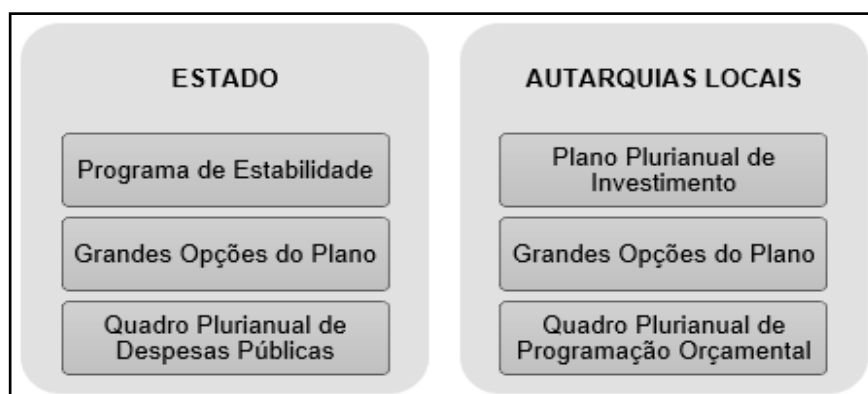 ESTADO
Programa de Estabilidade
Grandes Opções do Plano
Quadro Plurianual de
Despesas Públicas
AUTARQUIAS LOCAIS
Plano Plurianual de
Investimento
Grandes Opções do Plano
Quadro Plurianual de
Programação Orçamental